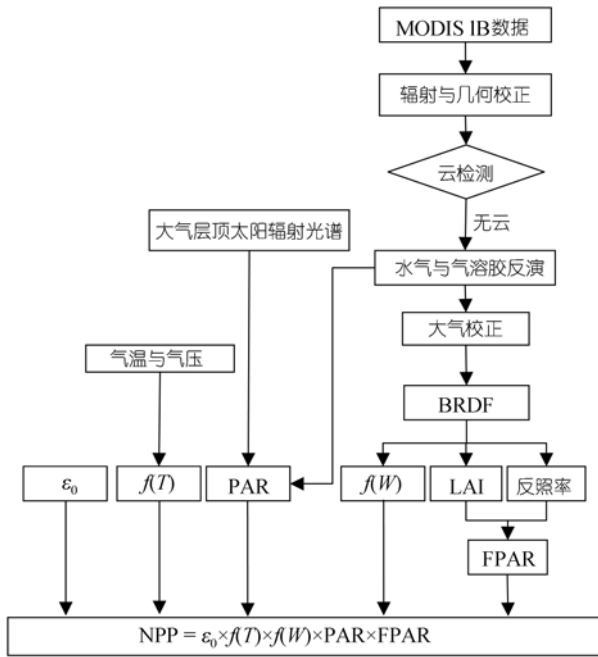 MODIS 1B数据
辐射与几何校正
云检测
无云
大气层顶太阳辐射光谱
水气与气溶胶反演
大气校正
气温与气压
BRDF
ε₀
f(T)
PAR
f(W)
LAI
反照率
FPAR
NPP = ε₀×f(T)×f(W)×PAR×FPAR